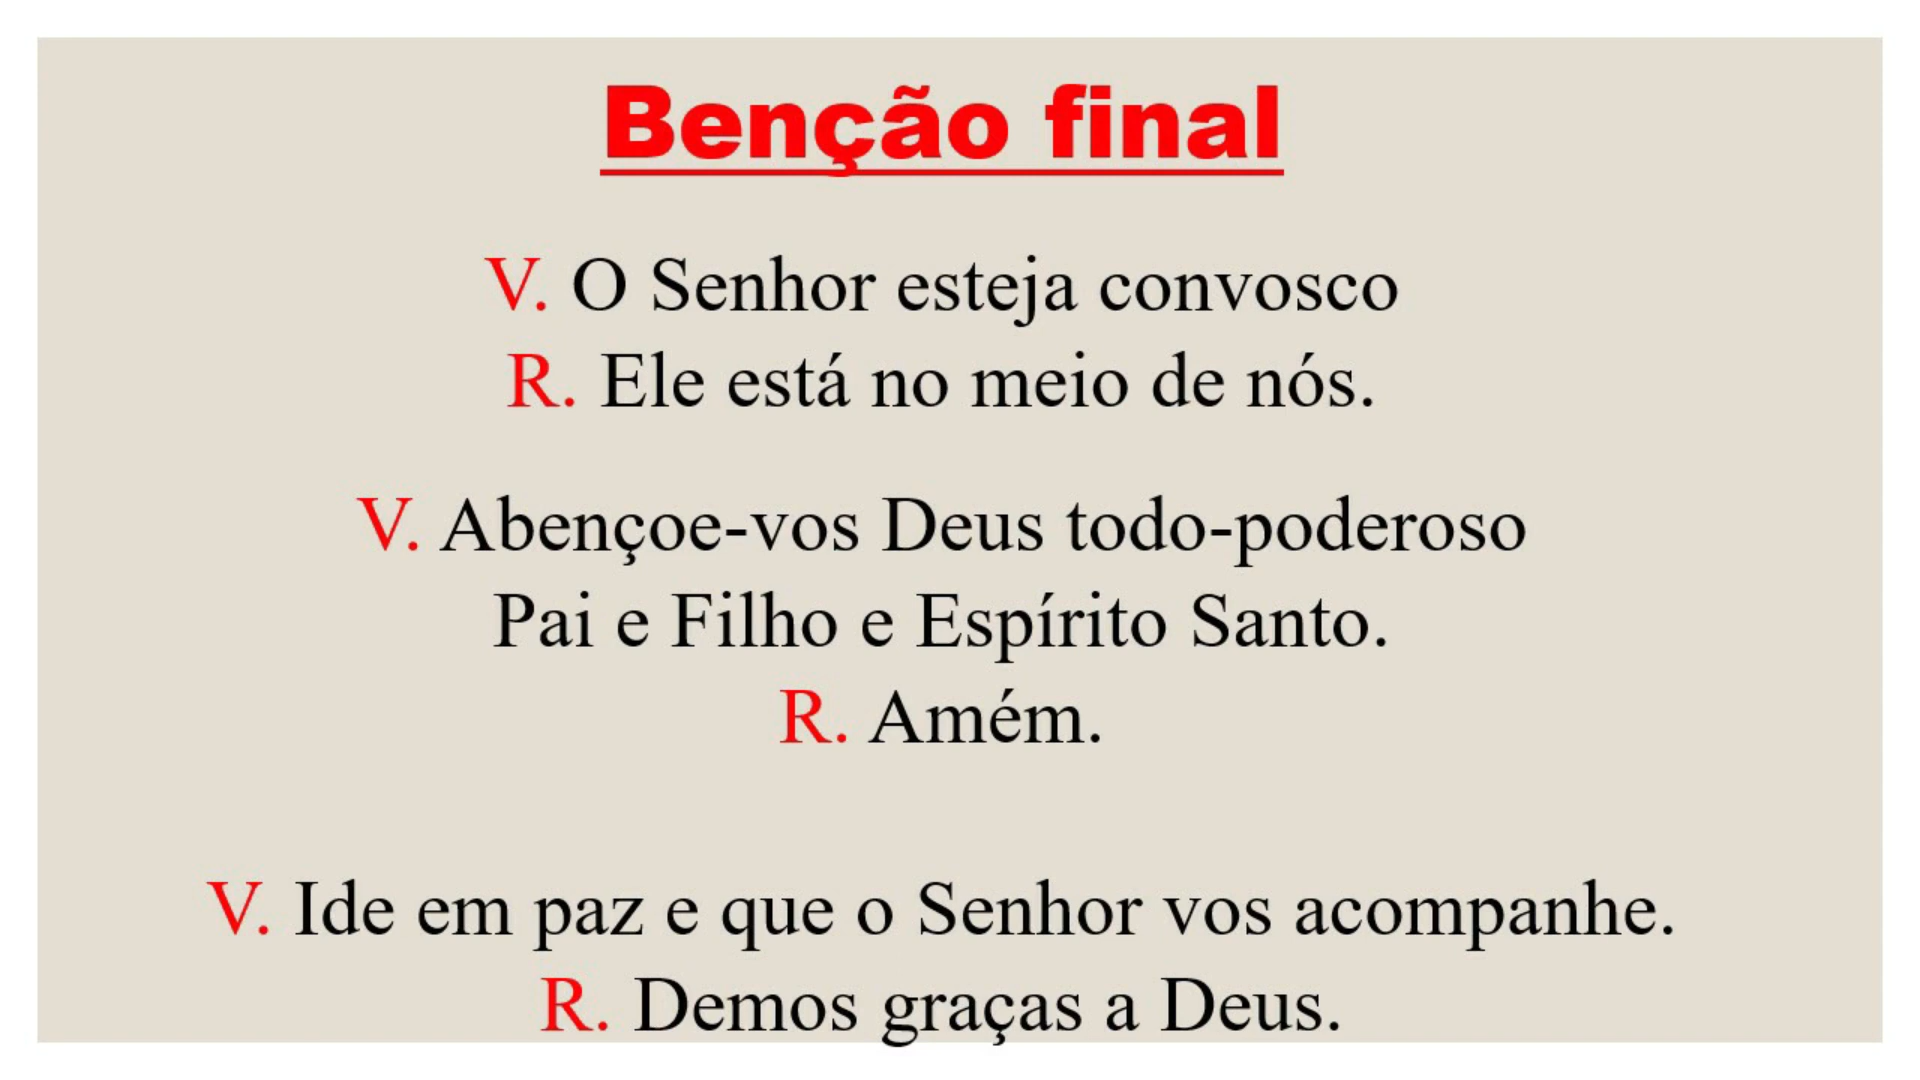 Benção final
V. O Senhor esteja convosco
R. Ele está no meio de nós.
V. Abençoe-vos Deus todo-poderoso
Pai e Filho e Espírito Santo.
R. Amém.
V. Ide em paz e que o Senhor vos acompanhe.
R. Demos graças a Deus.